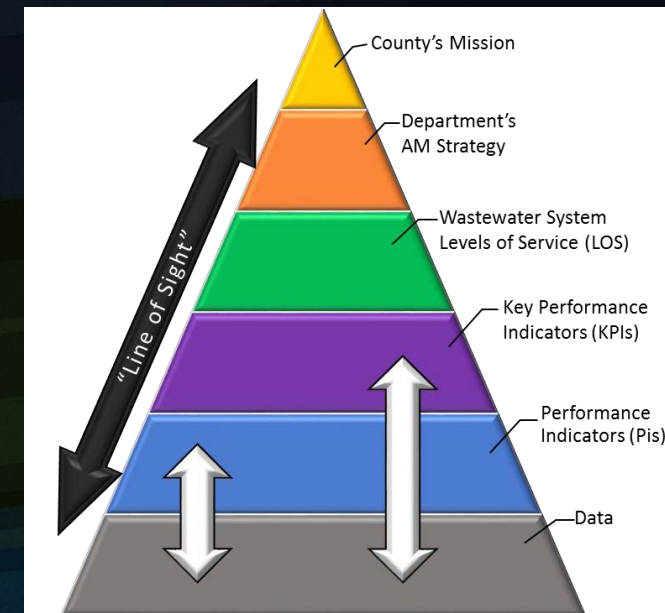 County's Mission
Department's
AM Strategy
Wastewater System
Levels of Service (LOS)
"Line of Sight"
Key Performance
Indicators (KPIs)
Performance
Indicators (Pis)
Data